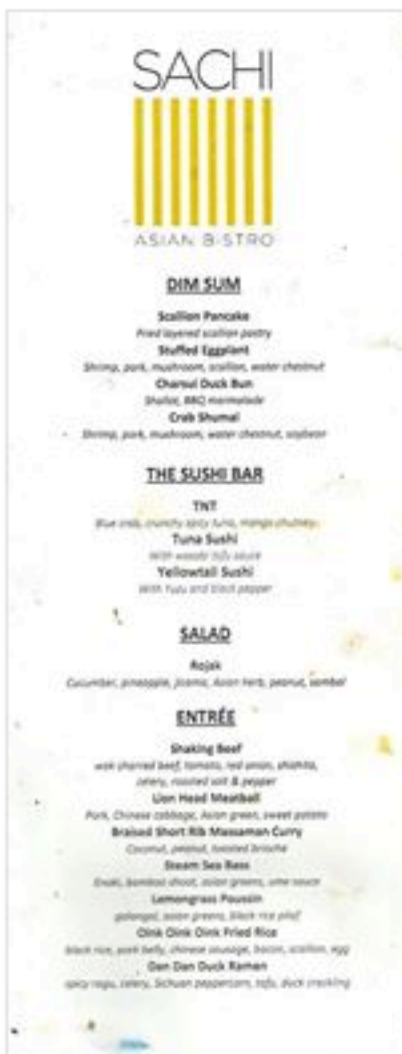 SACHI
ASIAN BISTRO
DIM SUM
Scallion Pancake
Fried layered scallion pastry
Stuffed Eggplant
Shrimp, pork, mushroom, scallion, water chestnut
Charsui Duck Bun
Shallot, BBQ marmalade
Crab Shumai
Shrimp, pork, mushroom, water chestnut, soybean
THE SUSHI BAR
TNT
Blue crab, crunchy spicy tuna, mango chutney
Tuna Sushi
With wasabi tofu sauce
Yellowtail Sushi
With Yuzu and black pepper
SALAD
Rojak
Cucumber, pineapple, jicama, Asian herb, peanut, sambal
ENTRÉE
Shaking Beef
wok charred beef, tomato, red onion, shishito,
celery, roasted salt & pepper
Lion Head Meatball
Pork, Chinese cabbage, Asian green, sweet potato
Braised Short Rib Massaman Curry
Coconut, peanut, toasted brioche
Steam Sea Bass
Enoki, bamboo shoot, asian greens, ume sauce
Lemongrass Poussin
galangal, asian greens, black rice pilaf
Oink Oink Oink Fried Rice
black rice, pork belly, chinese sausage, bacon, scallion, egg
Dan Dan Duck Ramen
spicy ragu, celery, Sichuan peppercorn, tofu, duck crackling